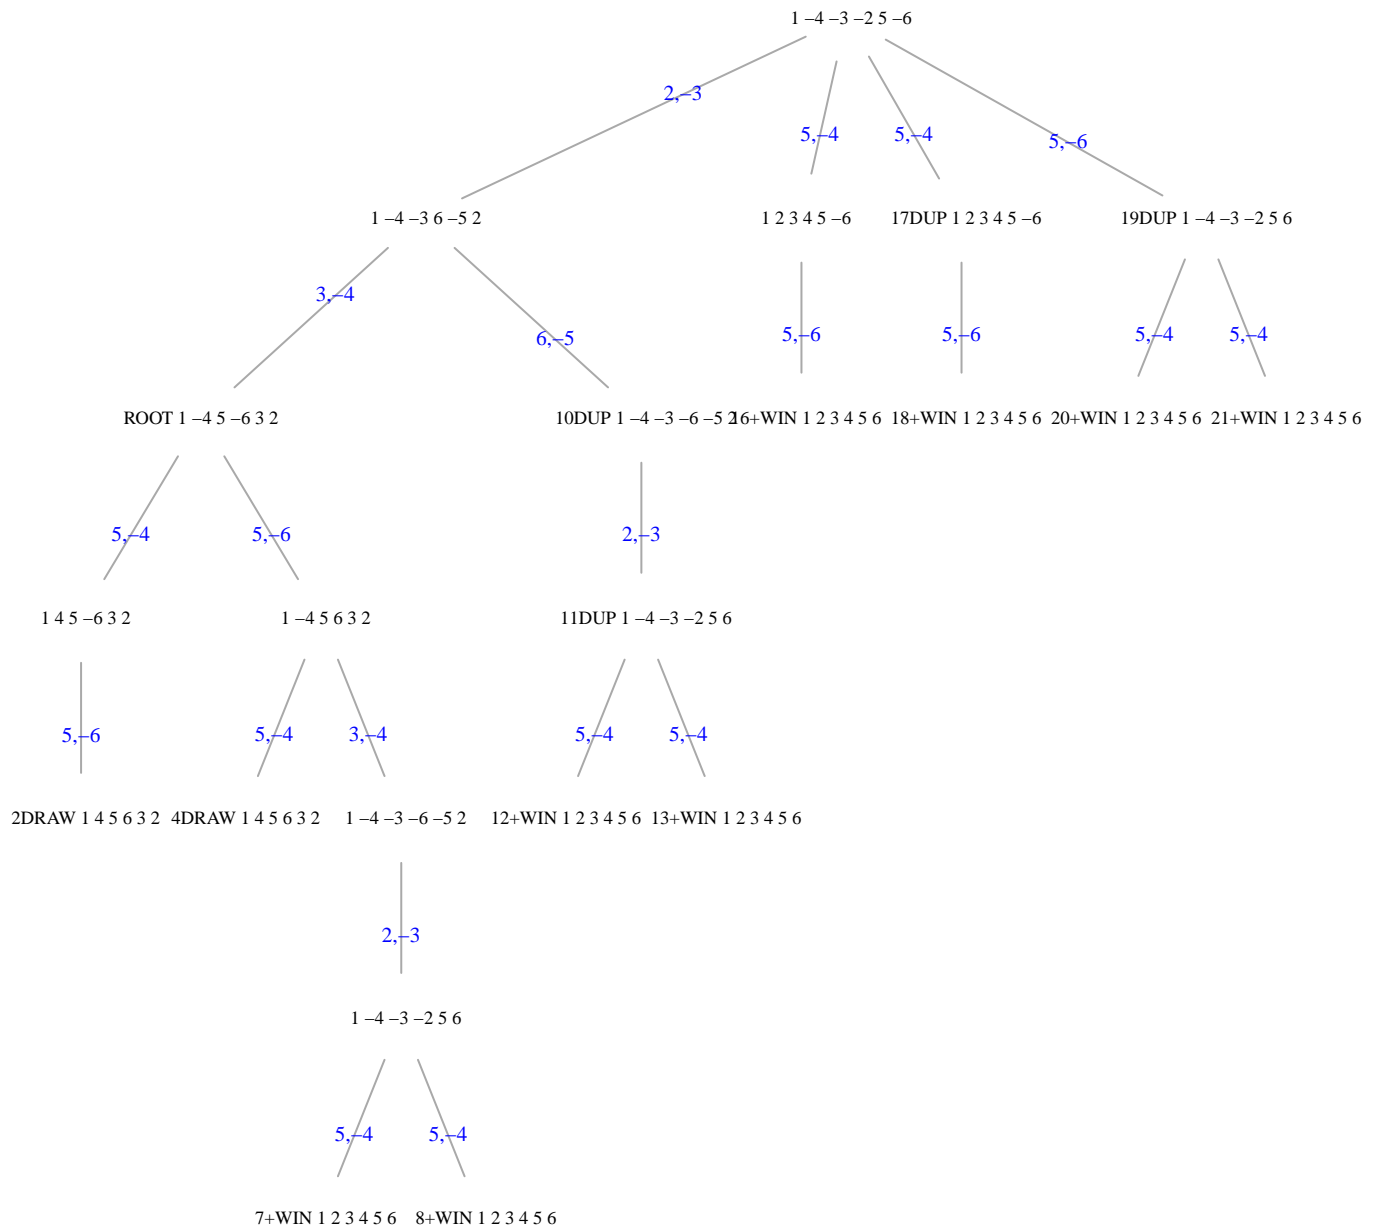 1 –4 –3 –2 5 –6
2,–3
5,–4
5,–4
5,–6
1 –4 –3 6 –5 2
1 2 3 4 5 –6
17DUP 1 2 3 4 5 –6
19DUP 1 –4 –3 –2 5 6
3,–4
6,–5
5,–6
5,–6
5,–4
5,–4
ROOT 1 –4 5 –6 3 2
10DUP 1 –4 –3 –6 –5 2
16+WIN 1 2 3 4 5 6
18+WIN 1 2 3 4 5 6
20+WIN 1 2 3 4 5 6
21+WIN 1 2 3 4 5 6
5,–4
5,–6
2,–3
1 4 5 –6 3 2
1 –4 5 6 3 2
11DUP 1 –4 –3 –2 5 6
5,–6
5,–4
3,–4
5,–4
5,–4
2DRAW 1 4 5 6 3 2
4DRAW 1 4 5 6 3 2
1 –4 –3 –6 –5 2
12+WIN 1 2 3 4 5 6
13+WIN 1 2 3 4 5 6
2,–3
1 –4 –3 –2 5 6
5,–4
5,–4
7+WIN 1 2 3 4 5 6
8+WIN 1 2 3 4 5 6